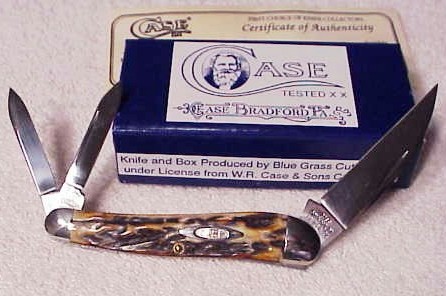 CASE
FIRST CHOICE OF KNIFE COLLECTORS
Certificate of Authenticity
CASE
TESTED XX
CASE BRADFORD PA.
Knife and Box Produced by Blue Grass Cut
under License from W.R. Case & Sons C